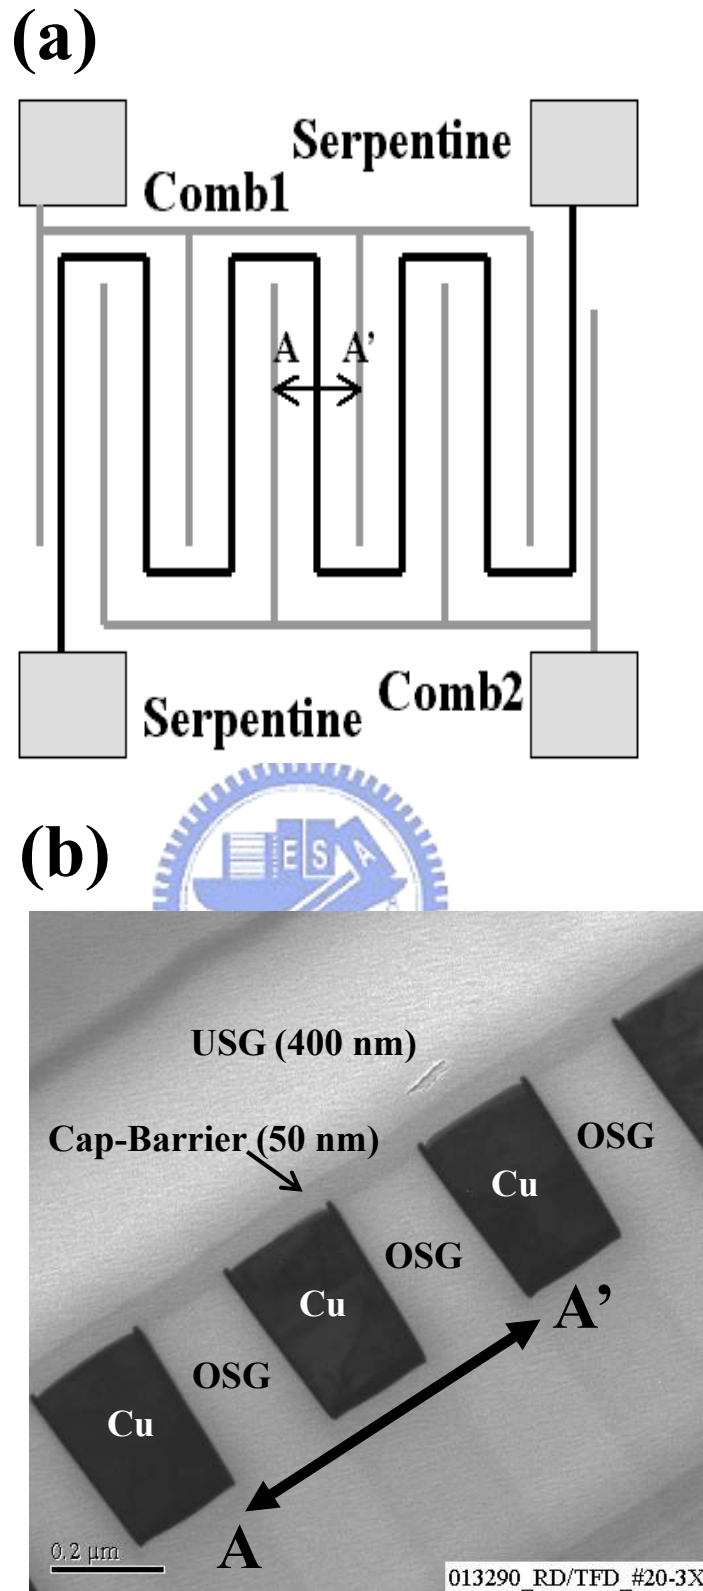 (a)
Serpentine
Comb1
A A’
Comb2
Serpentine
(b)
E S A
USG (400 nm)
Cap-Barrier (50 nm)
OSG
Cu
OSG
Cu
A’
OSG
Cu
A
0.2 μm
013290_RD/TFD_#20-3X